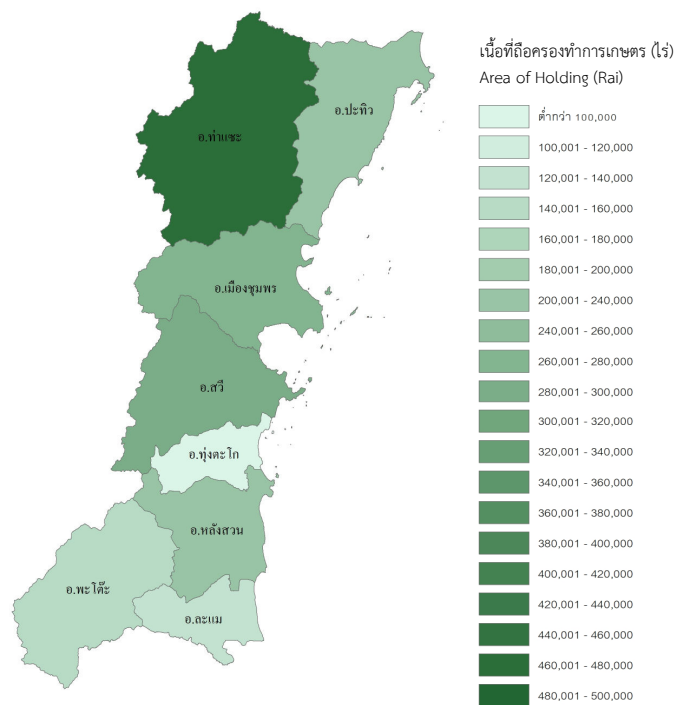 เนื้อที่ถือครองทำการเกษตร (ไร่)
Area of Holding (Rai)
ต่ำกว่า 100,000
100,001 - 120,000
120,001 - 140,000
140,001 - 160,000
160,001 - 180,000
180,001 - 200,000
200,001 - 240,000
240,001 - 260,000
260,001 - 280,000
280,001 - 300,000
300,001 - 320,000
320,001 - 340,000
340,001 - 360,000
360,001 - 380,000
380,001 - 400,000
400,001 - 420,000
420,001 - 440,000
440,001 - 460,000
460,001 - 480,000
480,001 - 500,000
อ.ปะทิว
อ.ท่าแซะ
อ.เมืองชุมพร
อ.สวี
อ.ทุ่งตะโก
อ.หลังสวน
อ.พะโต๊ะ
อ.ละแม